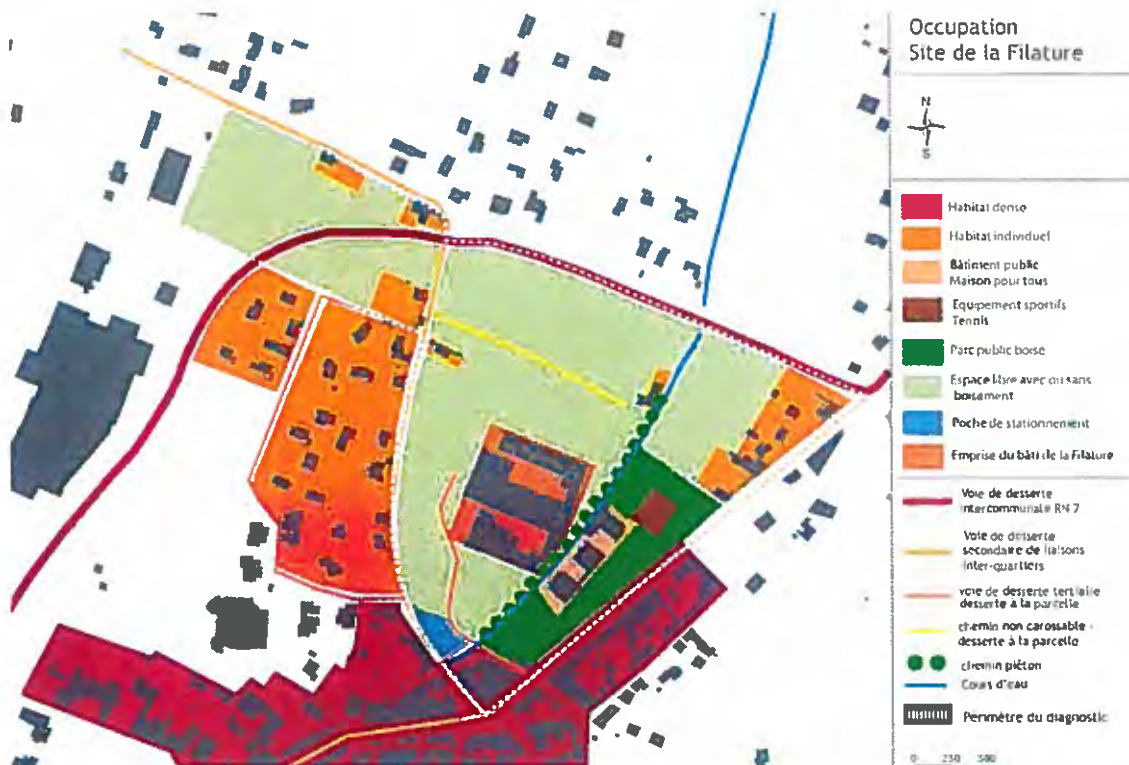 Occupation
Site de la Filature
N
S
Habitat dense
Habitat individuel
Bâtiment public
Maison pour tous
Equipement sportifs
Tennis
Parc public boisé
Espace libre avec ou sans
boisement
Poche de stationnement
Emprise du bâti de la Filature
Voie de desserte
intercommunale RN 7
Voie de desserte
secondaire de liaisons
inter-quartiers
voie de desserte tertiaire
desserte à la parcelle
chemin non carossable
desserte à la parcelle
chemin piéton
Cours d'eau
Périmètre du diagnostic
0 250 500